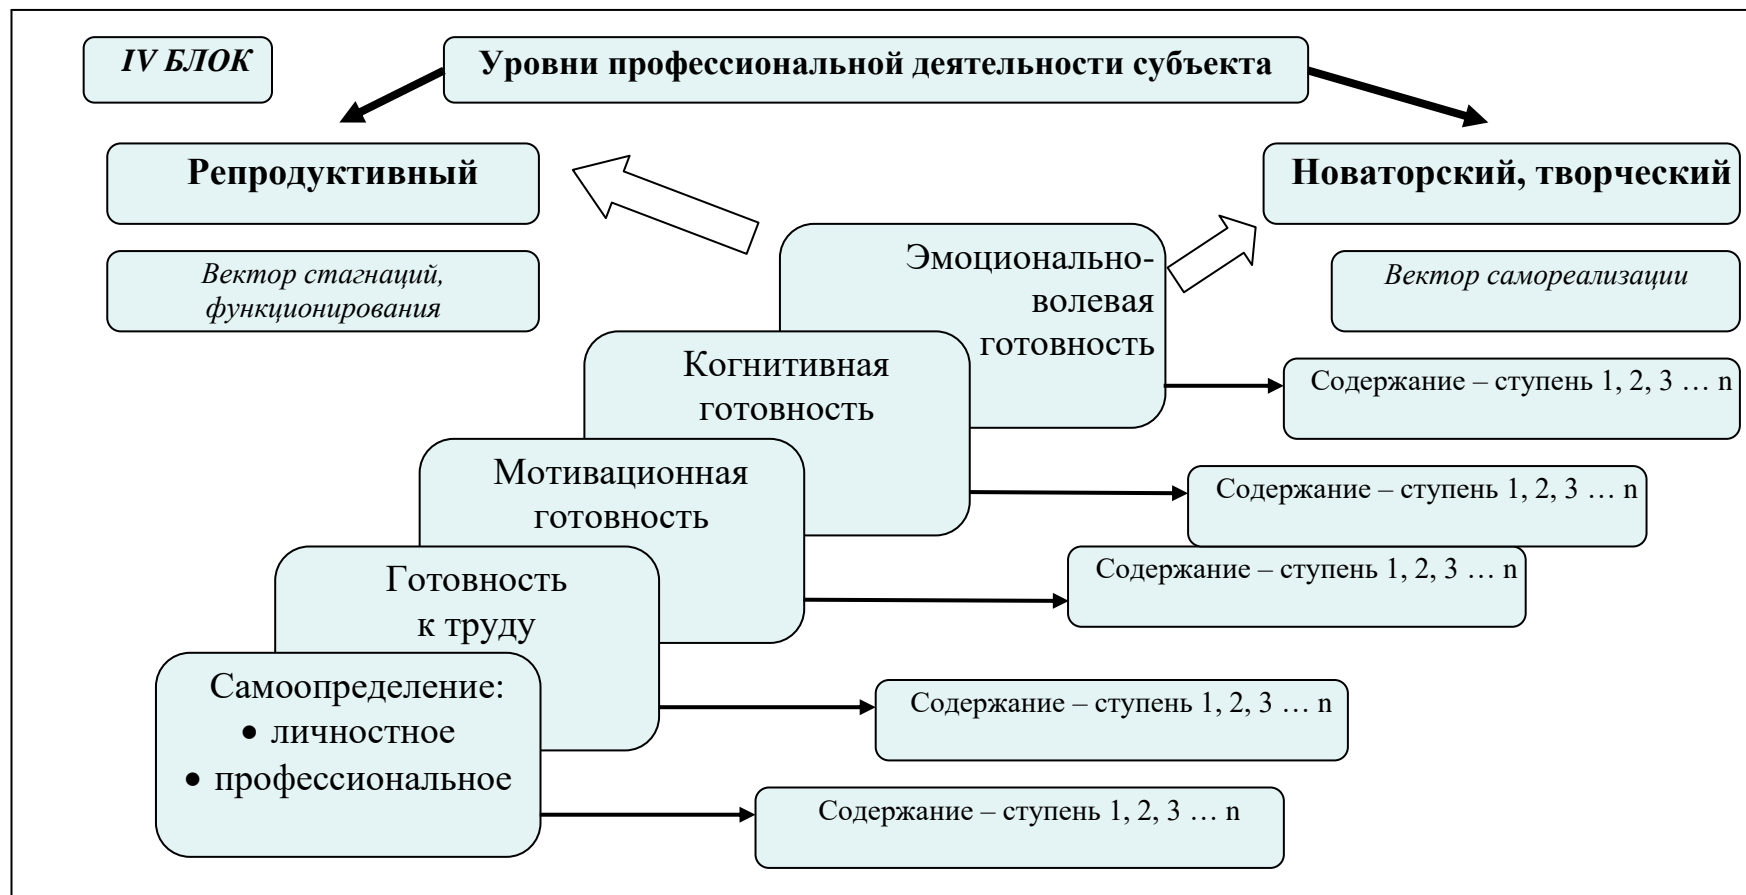 IV БЛОК
Уровни профессиональной деятельности субъекта
Репродуктивный
Новаторский, творческий
Вектор стагнаций,
функционирования
Вектор самореализации
Эмоционально-
волевая
готовность
Содержание – ступень 1, 2, 3 … n
Когнитивная
готовность
Содержание – ступень 1, 2, 3 … n
Мотивационная
готовность
Содержание – ступень 1, 2, 3 … n
Готовность
к труду
Содержание – ступень 1, 2, 3 … n
Самоопределение:
• личностное
• профессиональное
Содержание – ступень 1, 2, 3 … n